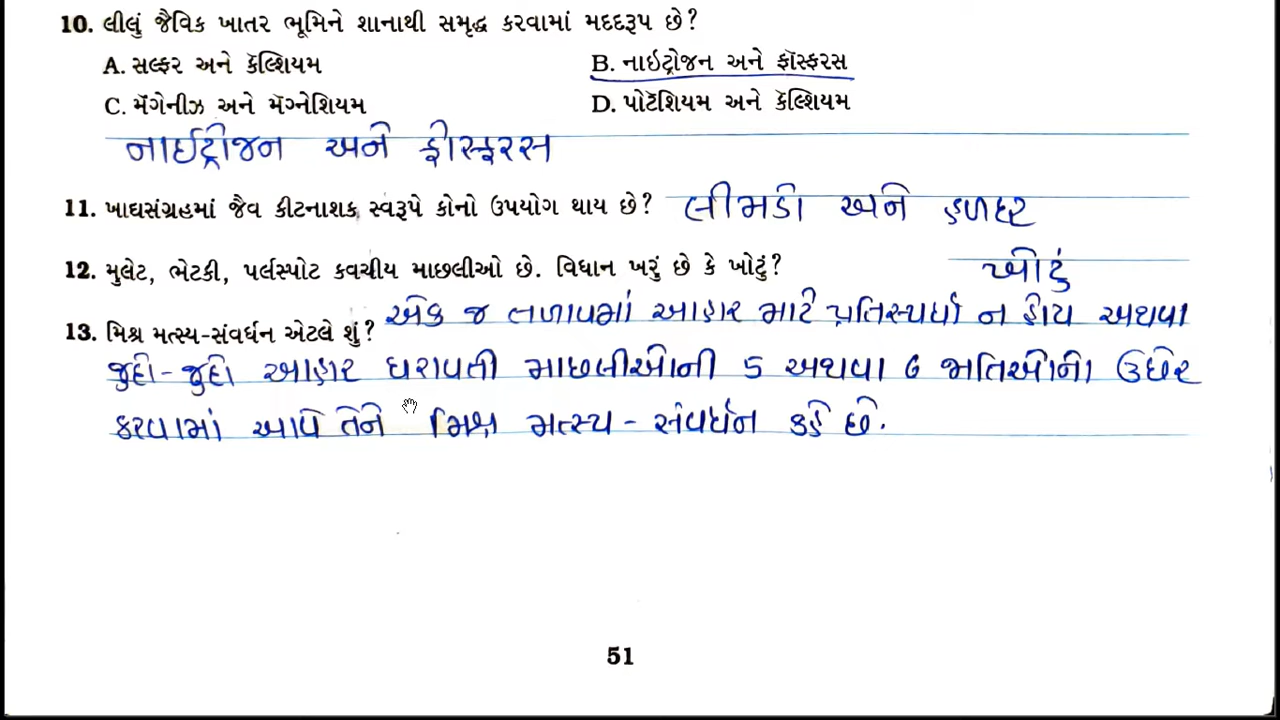 10. લીલું જૈવિક ખાતર ભૂમિને શાનાથી સમૃદ્ધ કરવામાં મદદરૂપ છે?
A. સલ્ફર અને કૅલ્શિયમ B. નાઇટ્રોજન અને ફૉસ્ફરસ
C. મૅંગેનીઝ અને મૅગ્નેશિયમ D. પોટૅશિયમ અને કૅલ્શિયમ
નાઈટ્રોજન અને ફોસ્ફરસ
11. ખાદ્યસંગ્રહમાં જૈવ કીટનાશક સ્વરૂપે કોનો ઉપયોગ થાય છે? લીમડો અને હળદર
12. મુલેટ, ભેટકી, પર્લસ્પોટ કવચીય માછલીઓ છે. વિધાન ખરું છે કે ખોટું? ખોટું
13. મિશ્ર મત્સ્ય-સંવર્ધન એટલે શું? એક જ તળાવમાં આહાર માટે પ્રતિસ્પર્ધા ન હોય અથવા
જુદો-જુદો આહાર ધરાવતી માછલીઓની 5 અથવા 6 જાતિઓનો ઉછેર
કરવામાં આવે તેને મિશ્ર મત્સ્ય - સંવર્ધન કહે છે.
51